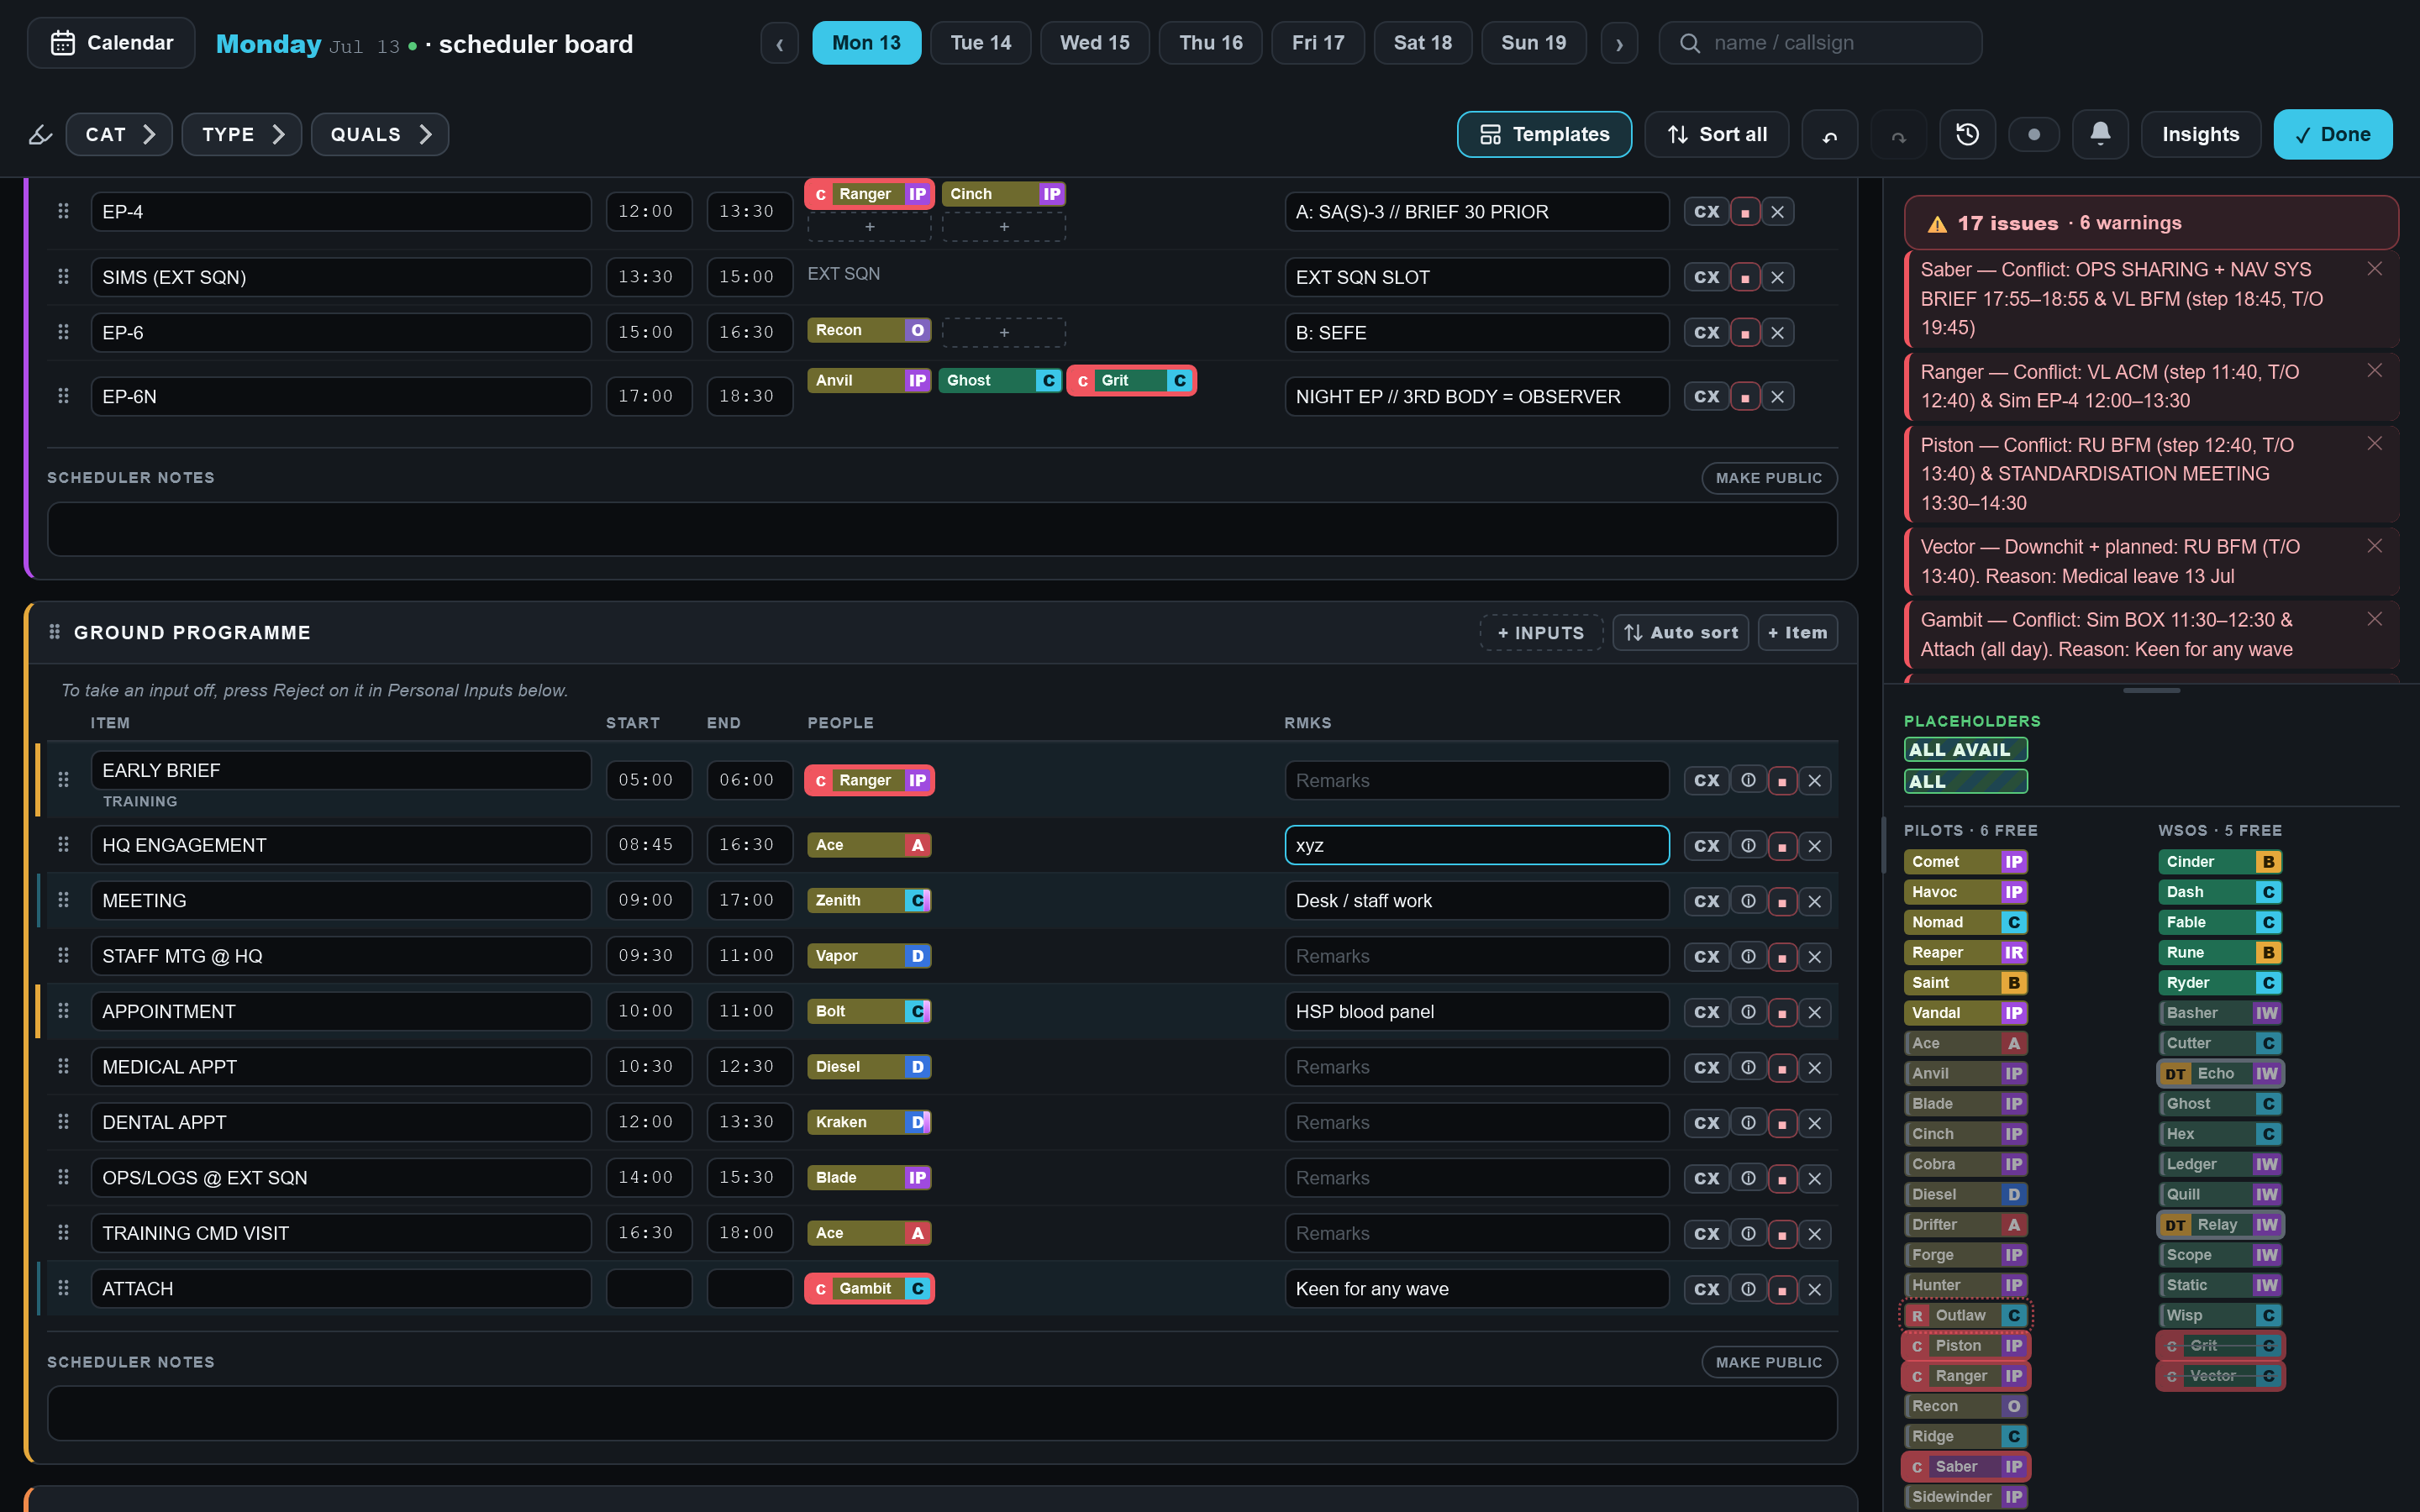 Calendar
Monday Jul 13 · scheduler board
‹ Mon 13 Tue 14 Wed 15 Thu 16 Fri 17 Sat 18 Sun 19 ›
name / callsign
CAT TYPE QUALS
Templates Sort all Insights ✓ Done
EP-4 12:00 13:30 C Ranger IP Cinch IP + + A: SA(S)-3 // BRIEF 30 PRIOR CX
SIMS (EXT SQN) 13:30 15:00 EXT SQN EXT SQN SLOT CX
EP-6 15:00 16:30 Recon O + B: SEFE CX
EP-6N 17:00 18:30 Anvil IP Ghost C C Grit C NIGHT EP // 3RD BODY = OBSERVER CX
SCHEDULER NOTES MAKE PUBLIC
GROUND PROGRAMME + INPUTS Auto sort + Item
To take an input off, press Reject on it in Personal Inputs below.
ITEM START END PEOPLE RMKS
EARLY BRIEF 05:00 06:00 C Ranger IP Remarks CX
TRAINING
HQ ENGAGEMENT 08:45 16:30 Ace A xyz CX
MEETING 09:00 17:00 Zenith C Desk / staff work CX
STAFF MTG @ HQ 09:30 11:00 Vapor D Remarks CX
APPOINTMENT 10:00 11:00 Bolt C HSP blood panel CX
MEDICAL APPT 10:30 12:30 Diesel D Remarks CX
DENTAL APPT 12:00 13:30 Kraken D Remarks CX
OPS/LOGS @ EXT SQN 14:00 15:30 Blade IP Remarks CX
TRAINING CMD VISIT 16:30 18:00 Ace A Remarks CX
ATTACH C Gambit C Keen for any wave CX
SCHEDULER NOTES MAKE PUBLIC
17 issues · 6 warnings
Saber — Conflict: OPS SHARING + NAV SYS
BRIEF 17:55–18:55 & VL BFM (step 18:45, T/O
19:45)
Ranger — Conflict: VL ACM (step 11:40, T/O
12:40) & Sim EP-4 12:00–13:30
Piston — Conflict: RU BFM (step 12:40, T/O
13:40) & STANDARDISATION MEETING
13:30–14:30
Vector — Downchit + planned: RU BFM (T/O
13:40). Reason: Medical leave 13 Jul
Gambit — Conflict: Sim BOX 11:30–12:30 &
Attach (all day). Reason: Keen for any wave
PLACEHOLDERS
ALL AVAIL
ALL
PILOTS · 6 FREE
Comet IP
Havoc IP
Nomad C
Reaper IR
Saint B
Vandal IP
Ace A
Anvil IP
Blade IP
Cinch IP
Cobra IP
Diesel D
Drifter A
Forge IP
Hunter IP
R Outlaw C
C Piston IP
C Ranger IP
Recon O
Ridge C
C Saber IP
Sidewinder IP
WSOS · 5 FREE
Cinder B
Dash C
Fable C
Rune B
Ryder C
Basher IW
Cutter C
DT Echo IW
Ghost C
Hex C
Ledger IW
Quill IW
DT Relay IW
Scope IW
Static IW
Wisp C
C Grit C
C Vector C